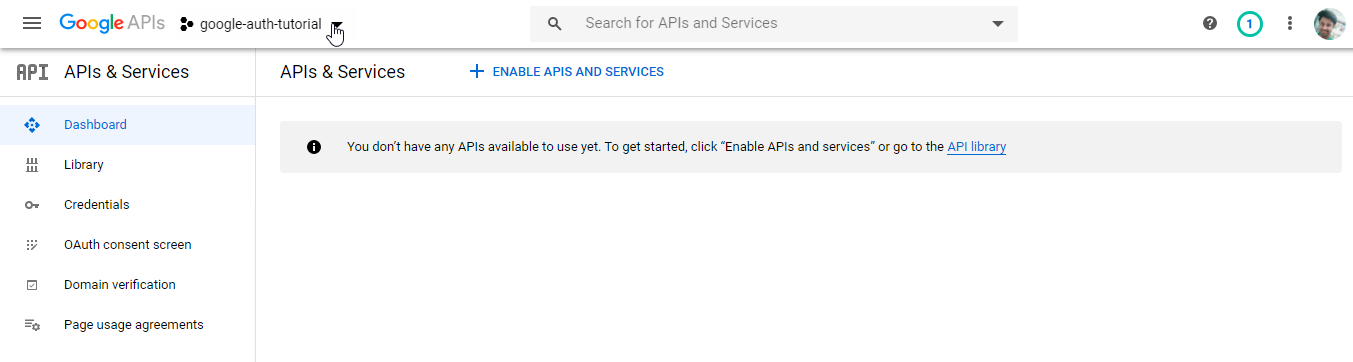 Google APIs google-auth-tutorial Search for APIs and Services 1
API APIs & Services APIs & Services ENABLE APIS AND SERVICES
Dashboard
You don’t have any APIs available to use yet. To get started, click “Enable APIs and services” or go to the API library
Library
Credentials
OAuth consent screen
Domain verification
Page usage agreements